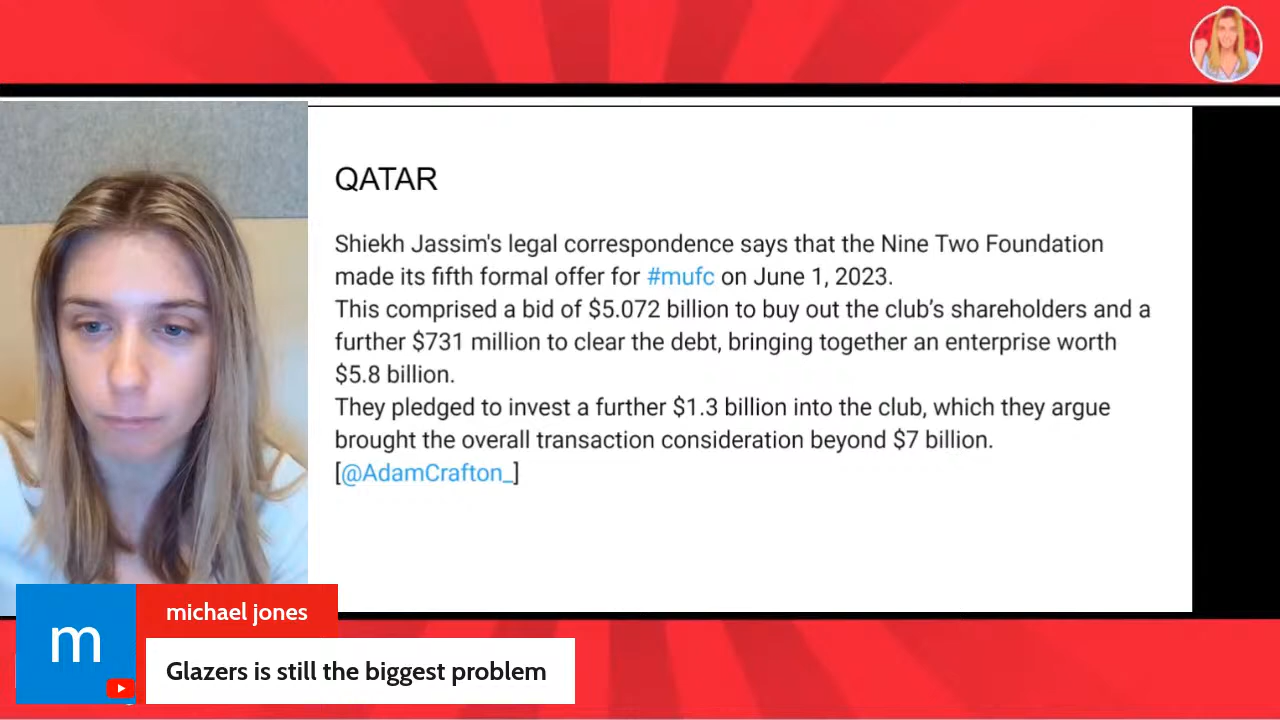 QATAR
Shiekh Jassim's legal correspondence says that the Nine Two Foundation
made its fifth formal offer for #mufc on June 1, 2023.
This comprised a bid of $5.072 billion to buy out the club’s shareholders and a
further $731 million to clear the debt, bringing together an enterprise worth
$5.8 billion.
They pledged to invest a further $1.3 billion into the club, which they argue
brought the overall transaction consideration beyond $7 billion.
[@AdamCrafton_]
m
michael jones
Glazers is still the biggest problem